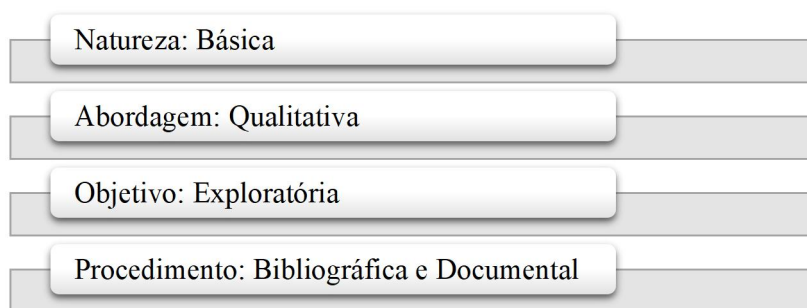 Natureza: Básica
Abordagem: Qualitativa
Objetivo: Exploratória
Procedimento: Bibliográfica e Documental